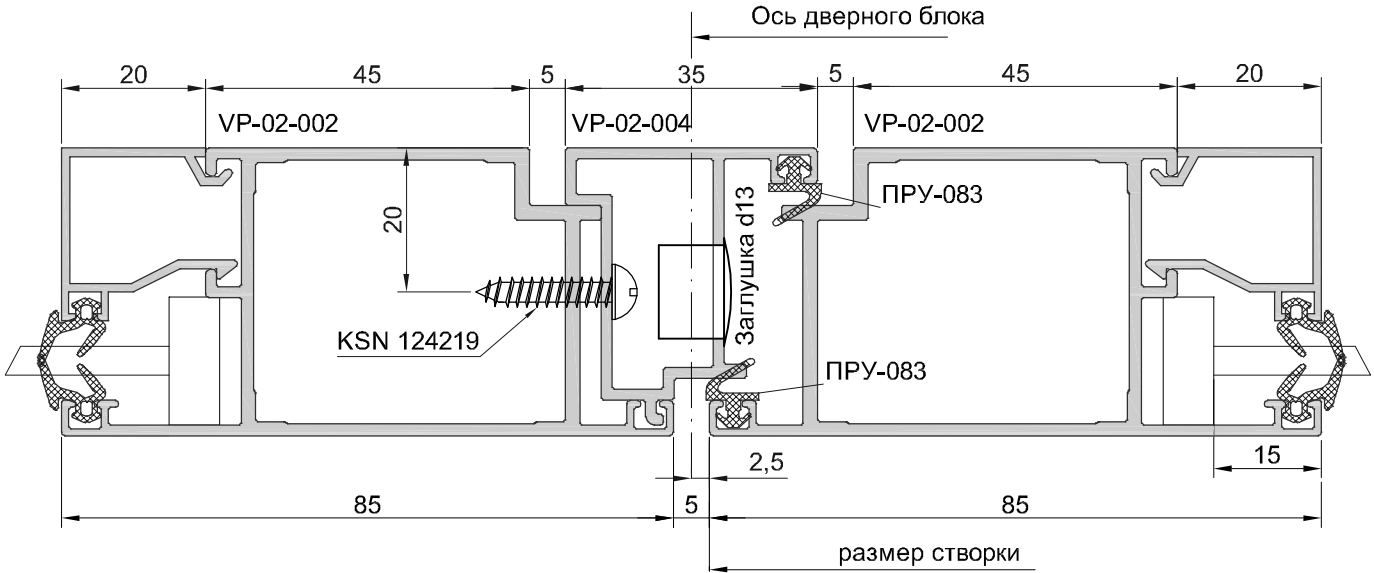 Ось дверного блока
20
45
5
35
5
45
20
VP-02-002
VP-02-004
VP-02-002
20
Заглушка d13
ПРУ-083
KSN 124219
ПРУ-083
2,5
15
85
5
85
размер створки